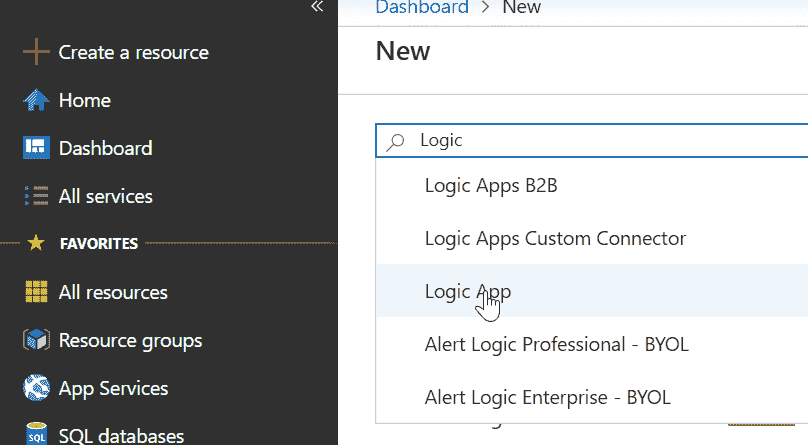 «
Create a resource
Home
Dashboard
All services
FAVORITES
All resources
Resource groups
App Services
SQL
SQL databases
Dashboard > New
New
Logic
Logic Apps B2B
Logic Apps Custom Connector
Logic App
Alert Logic Professional - BYOL
Alert Logic Enterprise - BYOL